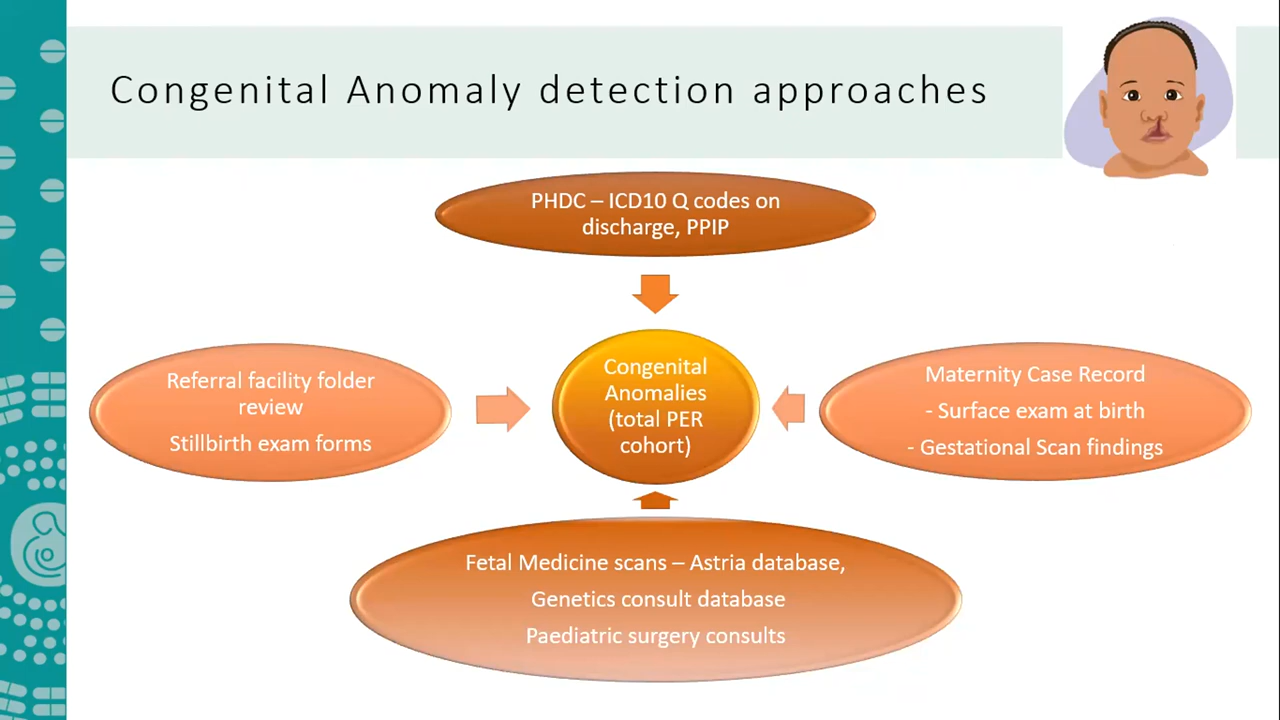 Congenital Anomaly detection approaches
PHDC – ICD10 Q codes on
discharge, PPIP
Referral facility folder
review
Stillbirth exam forms
Congenital
Anomalies
(total PER
cohort)
Maternity Case Record
- Surface exam at birth
- Gestational Scan findings
Fetal Medicine scans – Astria database,
Genetics consult database
Paediatric surgery consults